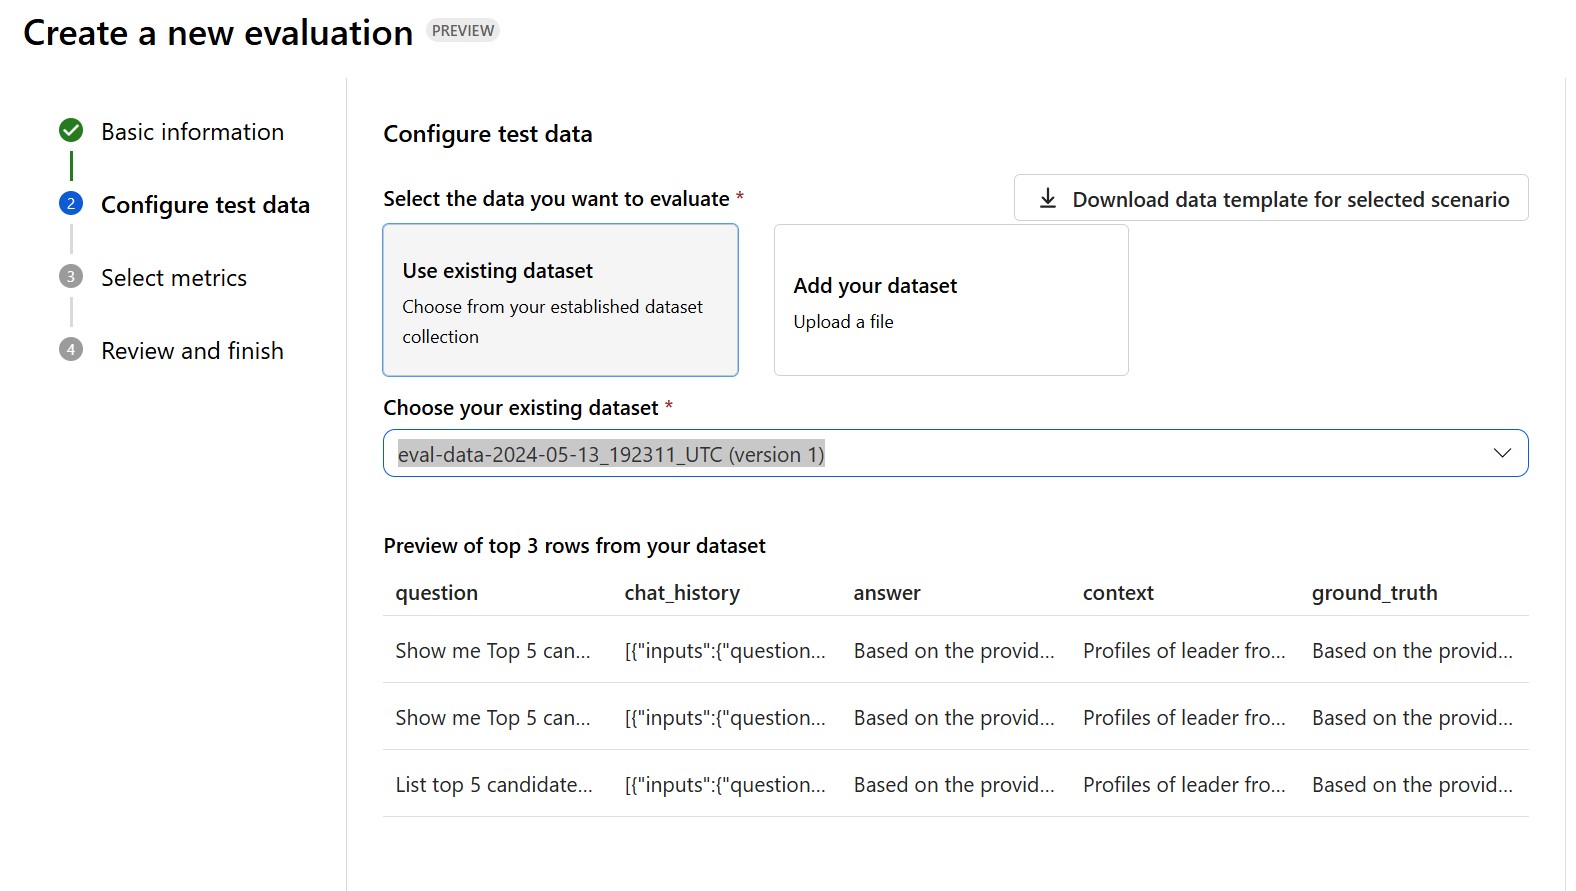 Create a new evaluation PREVIEW
Basic information
2 Configure test data
3 Select metrics
4 Review and finish
Configure test data
Select the data you want to evaluate *
Download data template for selected scenario
Use existing dataset
Choose from your established dataset
collection
Add your dataset
Upload a file
Choose your existing dataset *
eval-data-2024-05-13_192311_UTC (version 1)
Preview of top 3 rows from your dataset
question chat_history answer context ground_truth
Show me Top 5 can... [{"inputs":{"question... Based on the provid... Profiles of leader fro... Based on the provid...
Show me Top 5 can... [{"inputs":{"question... Based on the provid... Profiles of leader fro... Based on the provid...
List top 5 candidate... [{"inputs":{"question... Based on the provid... Profiles of leader fro... Based on the provid...